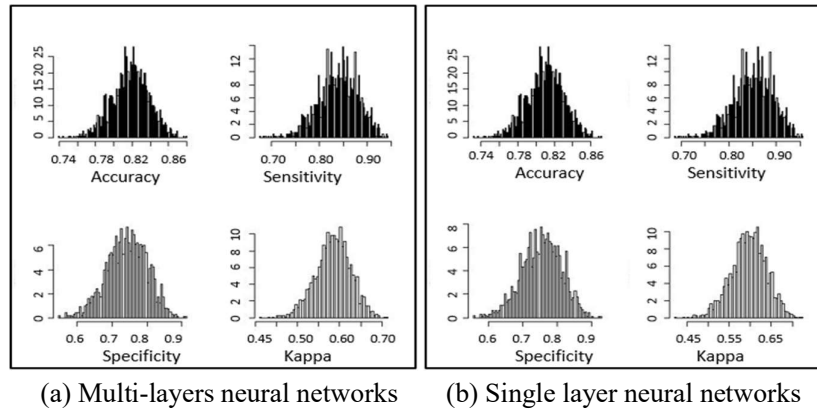 0 5 10 15 20 25
0.74 0.78 0.82 0.86
Accuracy
0 2 4 6 8 12
0.70 0.80 0.90
Sensitivity
0 2 4 6
0.6 0.7 0.8 0.9
Specificity
0 2 4 6 8 10
0.45 0.50 0.60 0.70
Kappa
(a) Multi-layers neural networks
0 5 10 15 20 25
0.74 0.78 0.82 0.86
Accuracy
0 2 4 6 8 12
0.70 0.80 0.85 0.90
Sensitivity
0 2 4 6 8
0.6 0.7 0.8 0.9
Specificity
0 2 4 6 8 10
0.45 0.55 0.65
Kappa
(b) Single layer neural networks